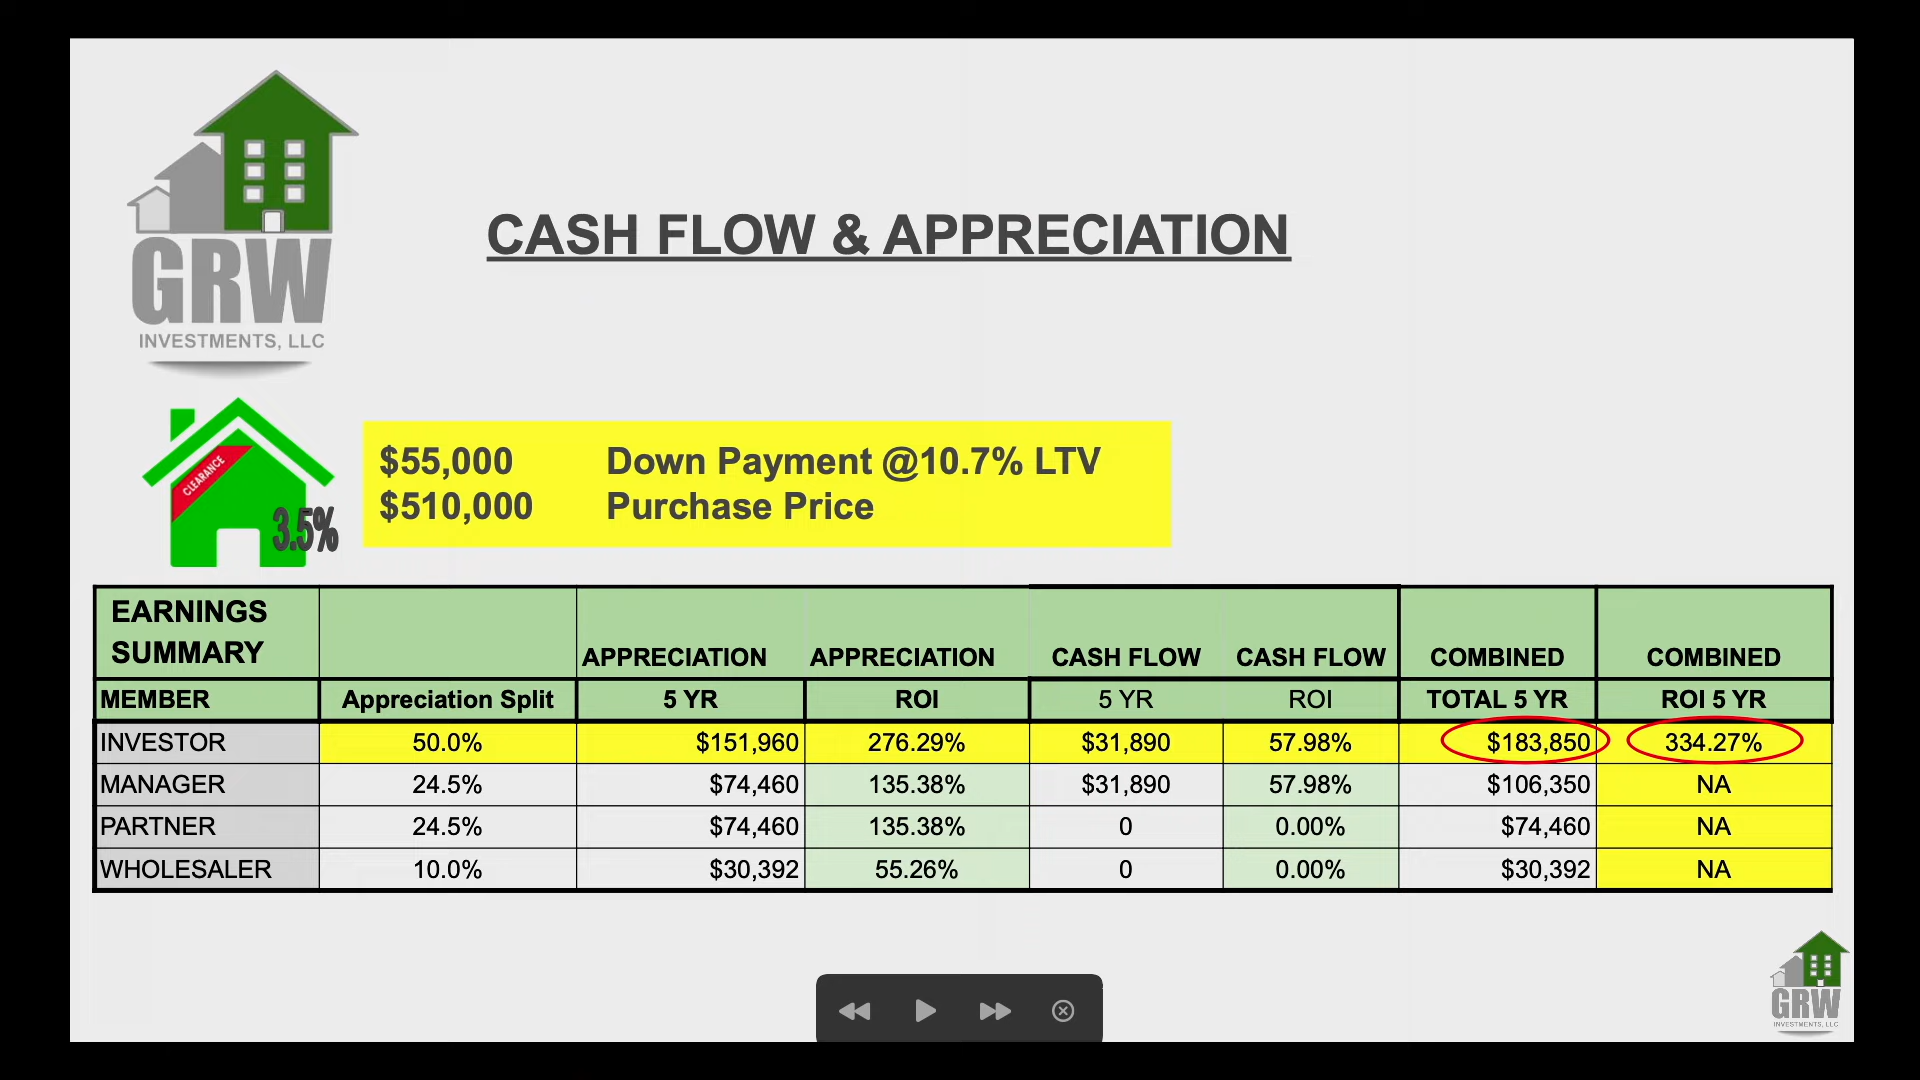 GRW
INVESTMENTS, LLC
CASH FLOW & APPRECIATION
CLEARANCE
3.5%
$55,000 Down Payment @10.7% LTV
$510,000 Purchase Price
EARNINGS
SUMMARY
APPRECIATION APPRECIATION CASH FLOW CASH FLOW COMBINED COMBINED
MEMBER Appreciation Split 5 YR ROI 5 YR ROI TOTAL 5 YR ROI 5 YR
INVESTOR 50.0% $151,960 276.29% $31,890 57.98% $183,850 334.27%
MANAGER 24.5% $74,460 135.38% $31,890 57.98% $106,350 NA
PARTNER 24.5% $74,460 135.38% 0 0.00% $74,460 NA
WHOLESALER 10.0% $30,392 55.26% 0 0.00% $30,392 NA
GRW
INVESTMENTS, LLC